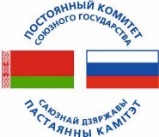 ПОСТОЯННЫЙ КОМИТЕТ
СОЮЗНОГО ГОСУДАРСТВА
САЮЗНАЙ ДЗЯРЖАВЫ
ПАСТАЯННЫ КАМІТЭТ